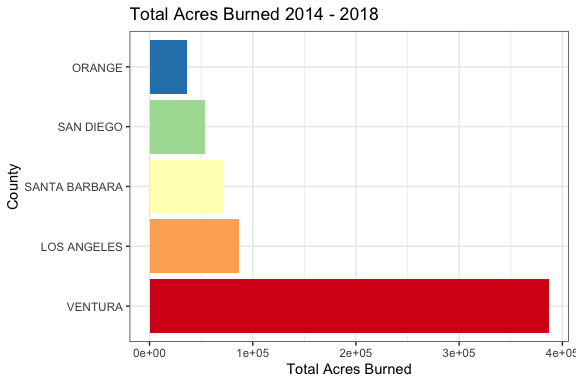 Total Acres Burned 2014 - 2018
County
ORANGE
SAN DIEGO
SANTA BARBARA
LOS ANGELES
VENTURA
0e+00 1e+05 2e+05 3e+05 4e+05
Total Acres Burned